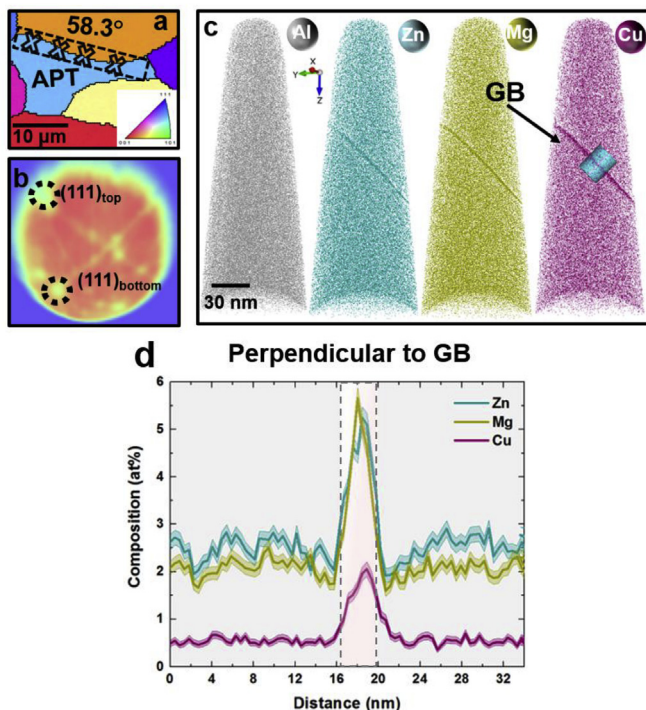 a
58.3°
APT
10 µm
111
001
101
b
(111)top
(111)bottom
c
Al
Zn
Mg
Cu
X
Y
Z
GB
30 nm
d
Perpendicular to GB
Composition (at%)
6
5
4
3
2
1
0
Zn
Mg
Cu
0 4 8 12 16 20 24 28 32
Distance (nm)